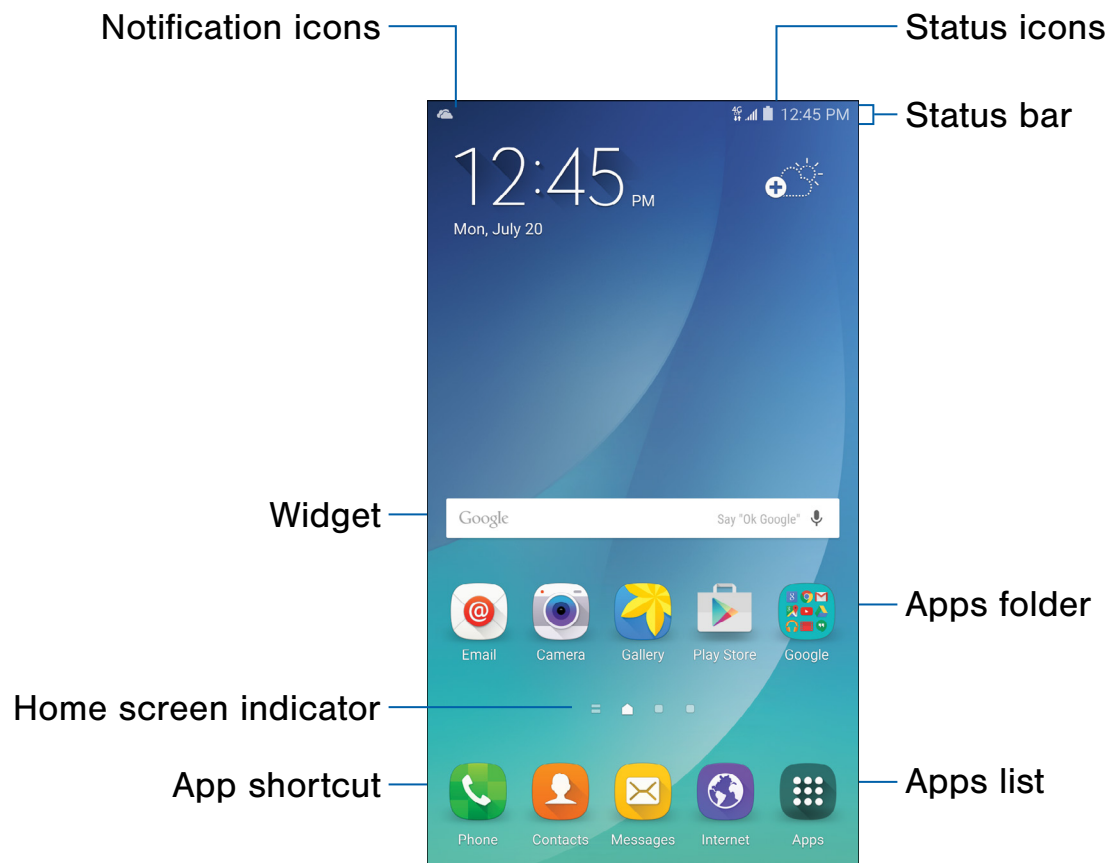 Notification icons
Status icons
4G 12:45 PM
Status bar
12:45 PM
Mon, July 20
Widget
Google Say "Ok Google"
Apps folder
Email Camera Gallery Play Store Google
Home screen indicator
App shortcut
Apps list
Phone Contacts Messages Internet Apps